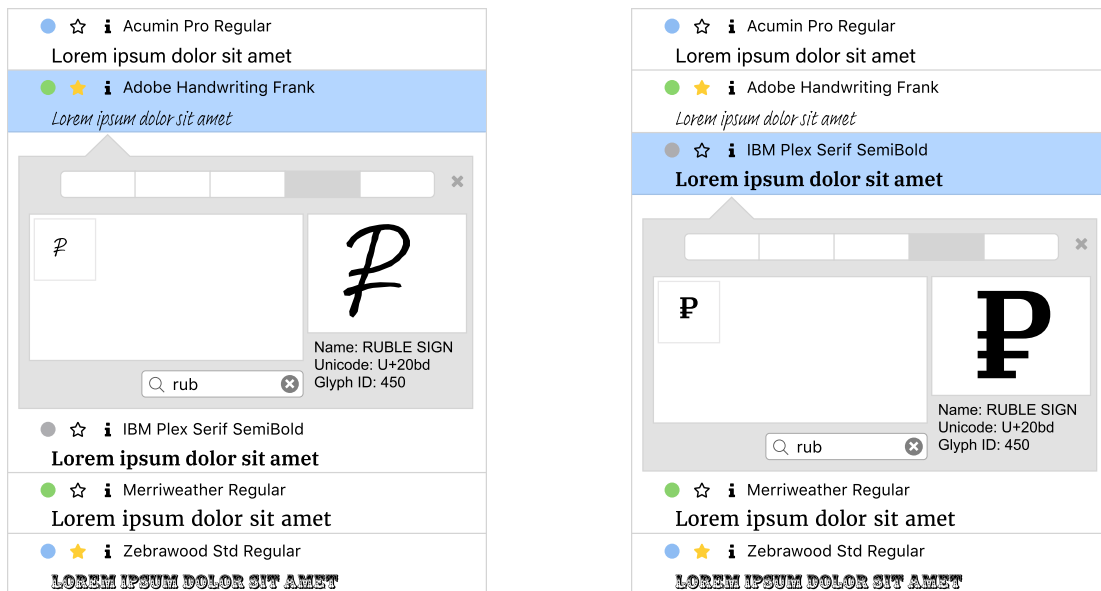 Acumin Pro Regular
Lorem ipsum dolor sit amet
Adobe Handwriting Frank
Lorem ipsum dolor sit amet
₽
₽
Name: RUBLE SIGN
Unicode: U+20bd
Glyph ID: 450
rub
IBM Plex Serif SemiBold
Lorem ipsum dolor sit amet
Merriweather Regular
Lorem ipsum dolor sit amet
Zebrawood Std Regular
LOREM IPSUM DOLOR SIT AMET
Acumin Pro Regular
Lorem ipsum dolor sit amet
Adobe Handwriting Frank
Lorem ipsum dolor sit amet
IBM Plex Serif SemiBold
Lorem ipsum dolor sit amet
₽
₽
Name: RUBLE SIGN
Unicode: U+20bd
Glyph ID: 450
rub
Merriweather Regular
Lorem ipsum dolor sit amet
Zebrawood Std Regular
LOREM IPSUM DOLOR SIT AMET